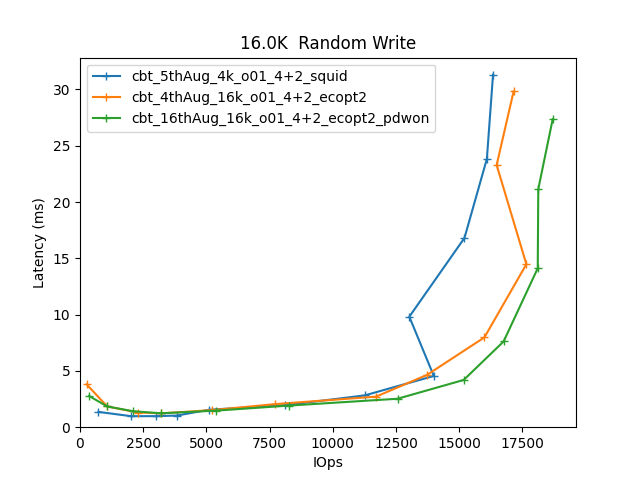 16.0K  Random Write
cbt_5thAug_4k_o01_4+2_squid
cbt_4thAug_16k_o01_4+2_ecopt2
cbt_16thAug_16k_o01_4+2_ecopt2_pdwon
30
25
20
15
10
5
0
Latency (ms)
0 2500 5000 7500 10000 12500 15000 17500
IOps